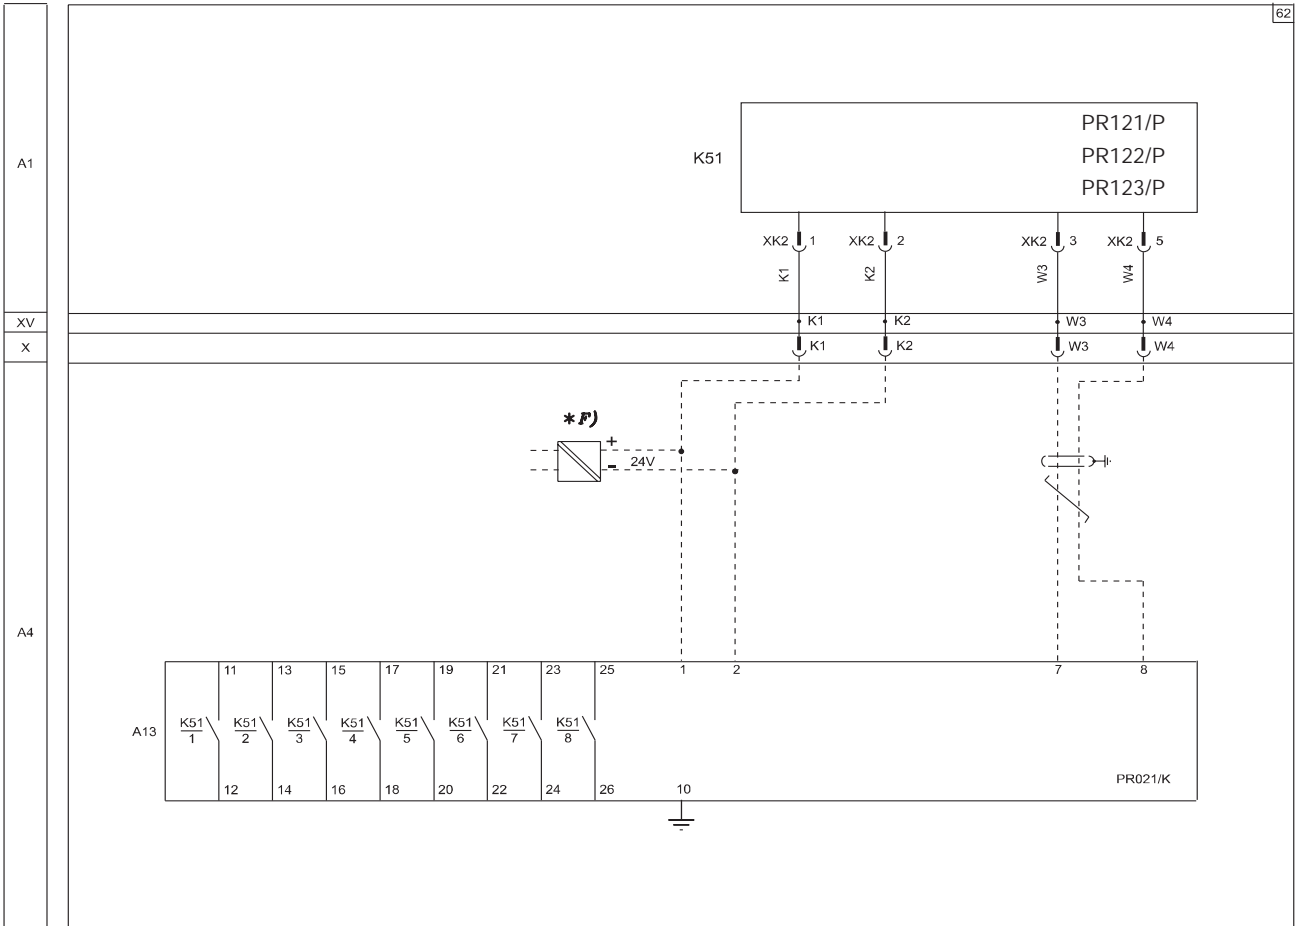 62
PR121/P
A1
K51
PR122/P
PR123/P
XK2 1 XK2 2 XK2 3 XK2 5
K1 K2 W3 W4
XV
K1 K2 W3 W4
X
K1 K2 W3 W4
*F)
+
- 24V
A4
11 13 15 17 19 21 23 25 1 2 7 8
A13
K51 K51 K51 K51 K51 K51 K51 K51
1 2 3 4 5 6 7 8
PR021/K
12 14 16 18 20 22 24 26 10